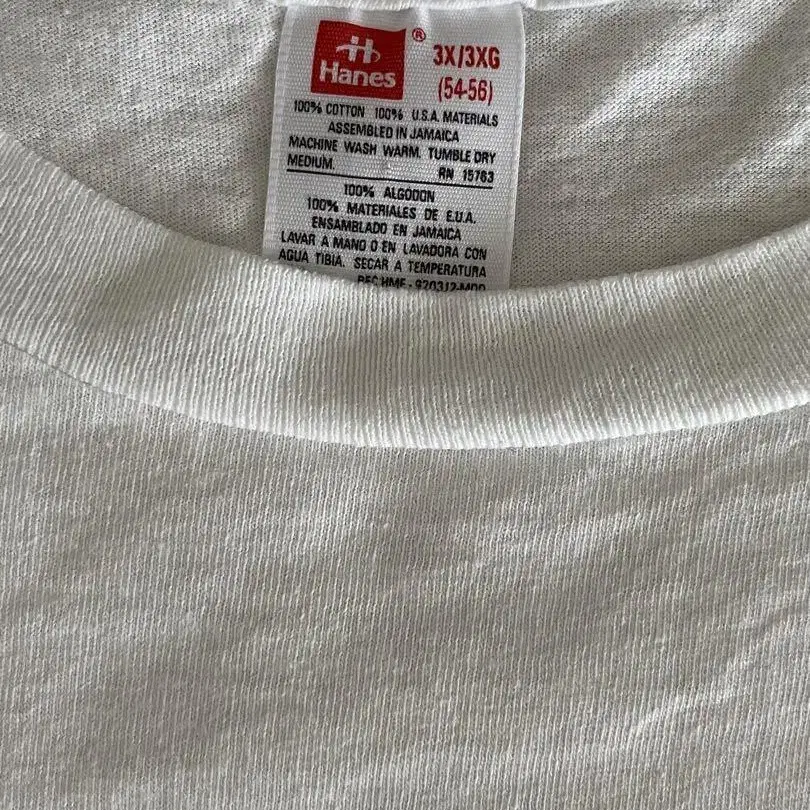 H
Hanes
®
3X/3XG
(54-56)
100% COTTON 100% U.S.A. MATERIALS
ASSEMBLED IN JAMAICA
MACHINE WASH WARM. TUMBLE DRY
MEDIUM. RN 15763
100% ALGODON
100% MATERIALES DE E.U.A.
ENSAMBLADO EN JAMAICA
LAVAR A MANO O EN LAVADORA CON
AGUA TIBIA. SECAR A TEMPERATURA